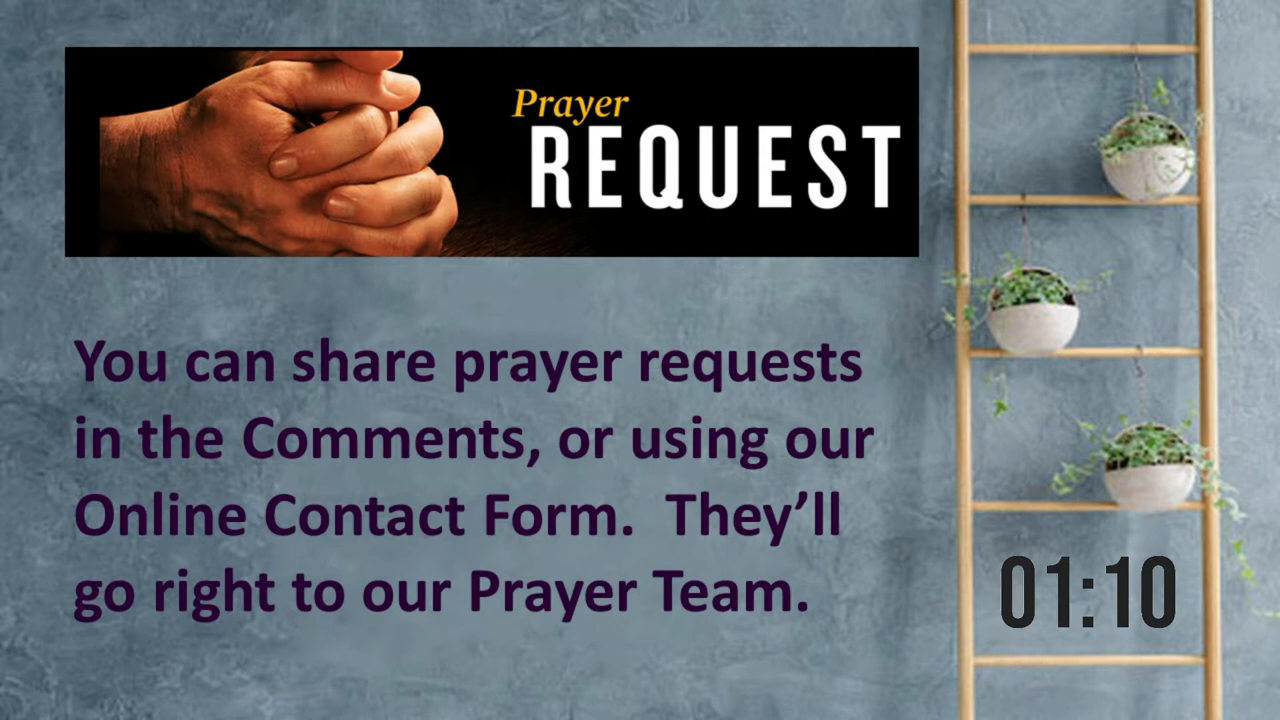 Prayer
REQUEST
You can share prayer requests
in the Comments, or using our
Online Contact Form.  They’ll
go right to our Prayer Team.
01:10